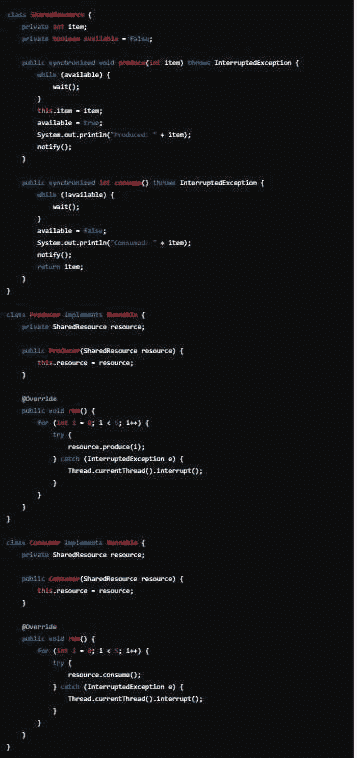 class SharedResource {
    private int item;
    private boolean available = false;

    public synchronized void produce(int item) throws InterruptedException {
        while (available) {
            wait();
        }
        this.item = item;
        available = true;
        System.out.println("Produced: " + item);
        notify();
    }

    public synchronized int consume() throws InterruptedException {
        while (!available) {
            wait();
        }
        available = false;
        System.out.println("Consumed: " + item);
        notify();
        return item;
    }
}

class Producer implements Runnable {
    private SharedResource resource;

    public Producer(SharedResource resource) {
        this.resource = resource;
    }

    @Override
    public void run() {
        for (int i = 0; i < 5; i++) {
            try {
                resource.produce(i);
            } catch (InterruptedException e) {
                Thread.currentThread().interrupt();
            }
        }
    }
}

class Consumer implements Runnable {
    private SharedResource resource;

    public Consumer(SharedResource resource) {
        this.resource = resource;
    }

    @Override
    public void run() {
        for (int i = 0; i < 5; i++) {
            try {
                resource.consume();
            } catch (InterruptedException e) {
                Thread.currentThread().interrupt();
            }
        }
    }
}